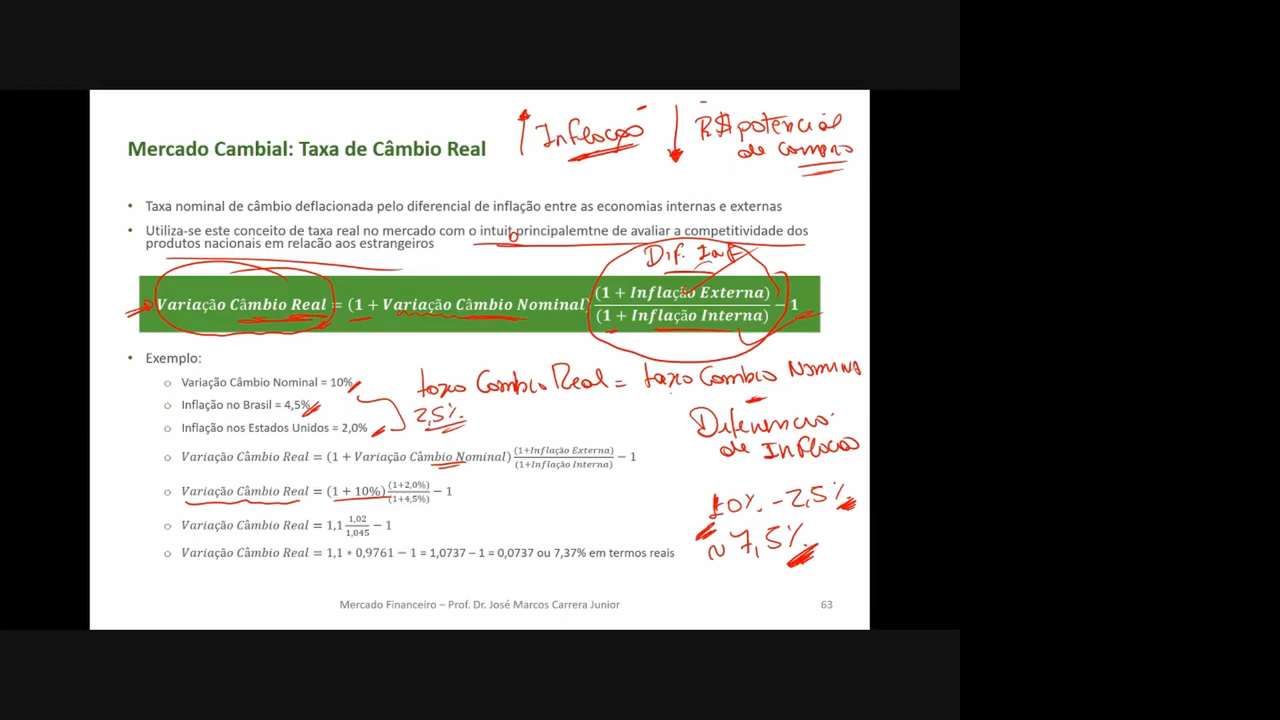 ↑ Inflação ↓ R$ potencial
de compra
Mercado Cambial: Taxa de Câmbio Real
• Taxa nominal de câmbio deflacionada pelo diferencial de inflação entre as economias internas e externas
• Utiliza-se este conceito de taxa real no mercado com o intuito principalemtne de avaliar a competitividade dos
produtos nacionais em relacão aos estrangeiros
Dif. Inf
Variação Câmbio Real = (1 + Variação Câmbio Nominal) (1 + Inflação Externa)/(1 + Inflação Interna) − 1
• Exemplo:
o Variação Câmbio Nominal = 10%
taxa Cambio Real = taxa Cambio NOMINA
o Inflação no Brasil = 4,5%
2,5%
o Inflação nos Estados Unidos = 2,0%
Diferencia
de Inflacao
o Variação Câmbio Real = (1 + Variação Câmbio Nominal) (1+Inflação Externa)/(1+Inflação Interna) − 1
o Variação Câmbio Real = (1 + 10%) (1+2,0%)/(1+4,5%) − 1
10% - 2,5%
o Variação Câmbio Real = 1,1 1,02/1,045 − 1
~ 7,5%
o Variação Câmbio Real = 1,1 ∗ 0,9761 − 1 = 1,0737 – 1 = 0,0737 ou 7,37% em termos reais
Mercado Financeiro – Prof. Dr. José Marcos Carrera Junior
63